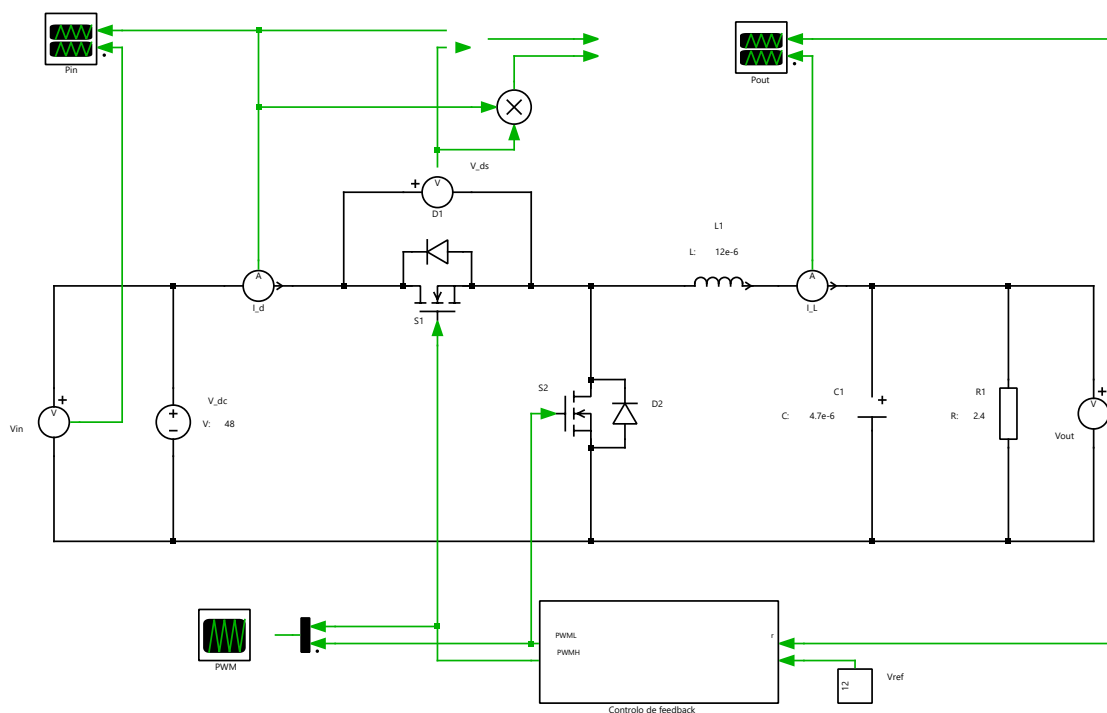 Pin
Pout
V_ds
V
D1
L1
L: 12e-6
A
I_d
A
I_L
S1
S2
D2
V_dc
V: 48
V
Vin
C1
C: 4.7e-6
R1
R: 2.4
V
Vout
PWM
PWML
PWMH
r
12
Vref
Controlo de feedback